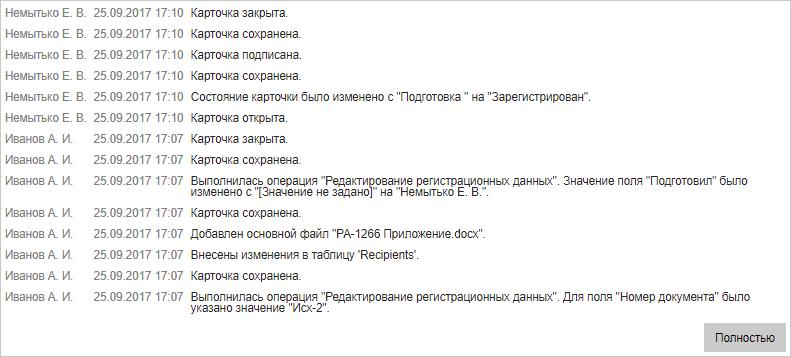 Немытько Е. В. 25.09.2017 17:10 Карточка закрыта.
Немытько Е. В. 25.09.2017 17:10 Карточка сохранена.
Немытько Е. В. 25.09.2017 17:10 Карточка подписана.
Немытько Е. В. 25.09.2017 17:10 Карточка сохранена.
Немытько Е. В. 25.09.2017 17:10 Состояние карточки было изменено с "Подготовка " на "Зарегистрирован".
Немытько Е. В. 25.09.2017 17:10 Карточка открыта.
Иванов А. И. 25.09.2017 17:07 Карточка закрыта.
Иванов А. И. 25.09.2017 17:07 Карточка сохранена.
Иванов А. И. 25.09.2017 17:07 Выполнилась операция "Редактирование регистрационных данных". Значение поля "Подготовил" было
изменено с "[Значение не задано]" на "Немытько Е. В.".
Иванов А. И. 25.09.2017 17:07 Карточка сохранена.
Иванов А. И. 25.09.2017 17:07 Добавлен основной файл "РА-1266 Приложение.docx".
Иванов А. И. 25.09.2017 17:07 Внесены изменения в таблицу 'Recipients'.
Иванов А. И. 25.09.2017 17:07 Карточка сохранена.
Иванов А. И. 25.09.2017 17:07 Выполнилась операция "Редактирование регистрационных данных". Для поля "Номер документа" было
указано значение "Исх-2".
Полностью